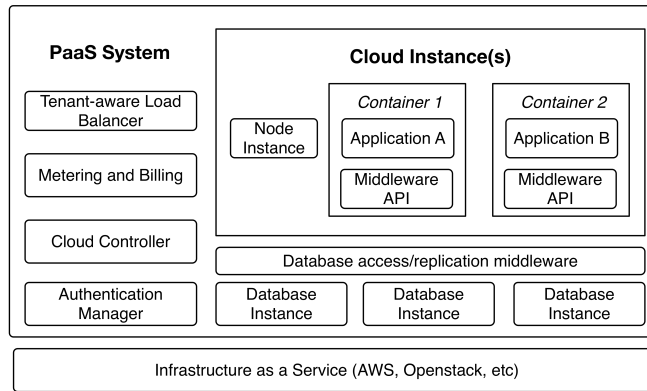 PaaS System
Tenant-aware Load
Balancer
Metering and Billing
Cloud Controller
Authentication
Manager
Cloud Instance(s)
Node
Instance
Container 1
Application A
Middleware
API
Container 2
Application B
Middleware
API
Database access/replication middleware
Database
Instance
Database
Instance
Database
Instance
Infrastructure as a Service (AWS, Openstack, etc)